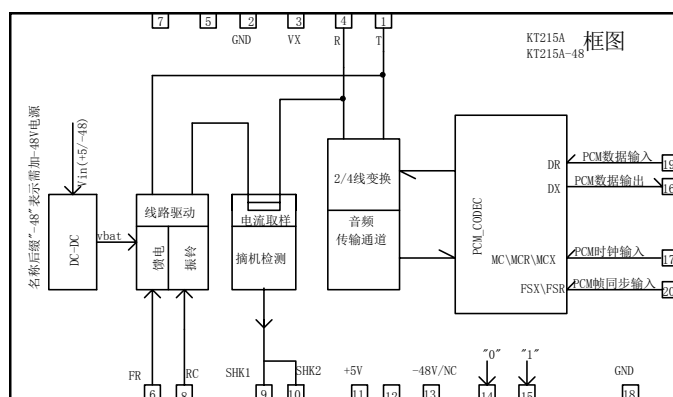 7 5 2 3 4 1
GND VX R T
KT215A
KT215A-48 框图
名称后缀"-48"表示需加-48V电源
Vin(+5/-48)
DC-DC
vbat
线路驱动
馈电
振铃
电流取样
摘机检测
2/4线变换
音频
传输通道
PCM_CODEC
DR
DX
MC\MCR\MCX
FSX\FSR
PCM数据输入 19
PCM数据输出 16
PCM时钟输入 17
PCM帧同步输入 20
FR RC SHK1 SHK2 +5V -48V/NC "0" "1" GND
6 8 9 10 11 12 13 14 15 18